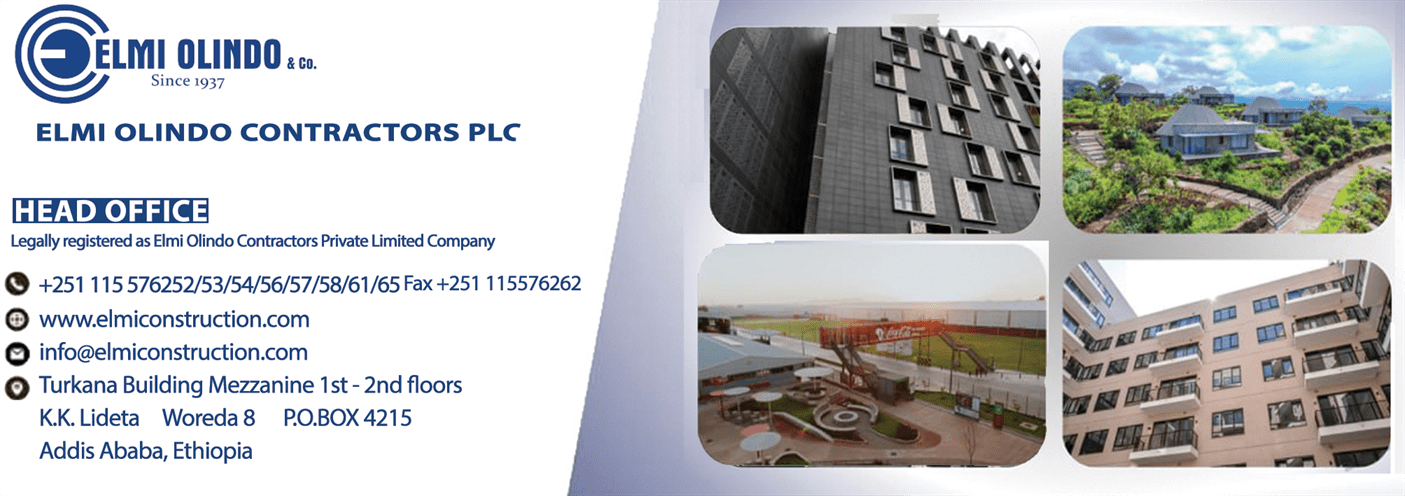 ELMI OLINDO & Co.
Since 1937
ELMI OLINDO CONTRACTORS PLC
HEAD OFFICE
Legally registered as Elmi Olindo Contractors Private Limited Company
+251 115 576252/53/54/56/57/58/61/65 Fax +251 115576262
www.elmiconstruction.com
info@elmiconstruction.com
Turkana Building Mezzanine 1st - 2nd floors
K.K. Lideta Woreda 8 P.O.BOX 4215
Addis Ababa, Ethiopia